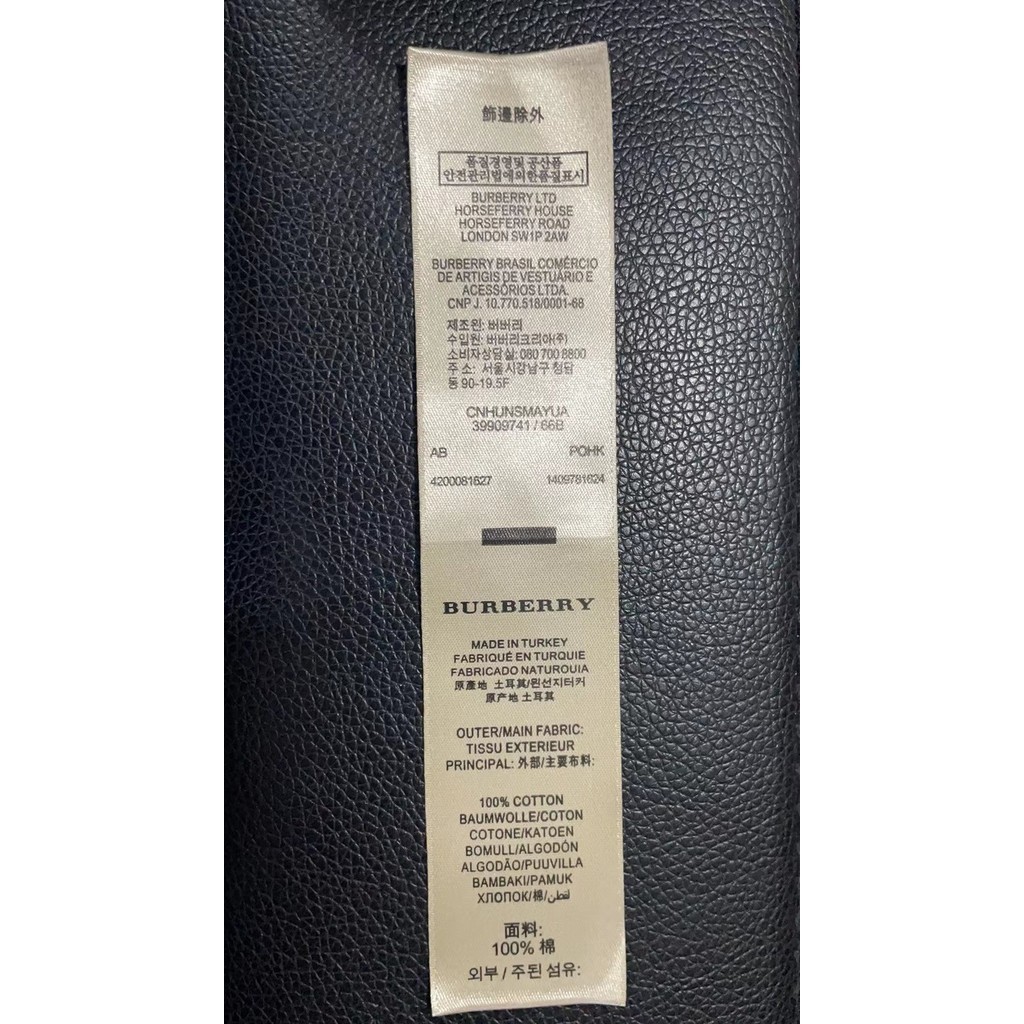 飾邊除外
품질경영및 공산품
안전관리법에의한품질표시
BURBERRY LTD
HORSEFERRY HOUSE
HORSEFERRY ROAD
LONDON SW1P 2AW
BURBERRY BRASIL COMÉRCIO
DE ARTIGIS DE VESTUÁRIO E
ACESSÓRIOS LTDA.
CNP J. 10.770.518/0001-68
제조원: 버버리
수입원: 버버리크리아(주)
소비자상담실: 080 700 8800
주 소: 서울시강남구 청담
동 90-19.5F
CNHUNSMAYUA
39909741 / 66B
AB POHK
4200081627 1409781624
BURBERRY
MADE IN TURKEY
FABRIQUÉ EN TURQUIE
FABRICADO NATUROUIA
原產地 土耳其/원선지터커
原产地 土耳其
OUTER/MAIN FABRIC:
TISSU EXTERIEUR
PRINCIPAL: 外部/主要布料:
100% COTTON
BAUMWOLLE/COTON
COTONE/KATOEN
BOMULL/ALGODÓN
ALGODÃO/PUUVILLA
BAMBAKI/PAMUK
ХЛОПОК/棉/قطن
面料:
100% 棉
외부 / 주된 섬유: